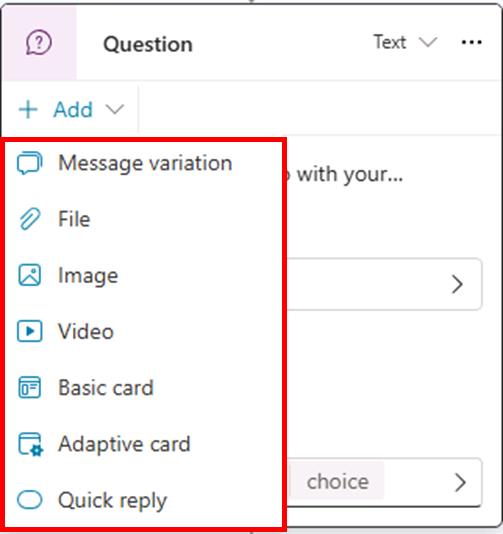 Question
Text
Add
Message variation
with your...
File
Image
Video
Basic card
Adaptive card
Quick reply
choice